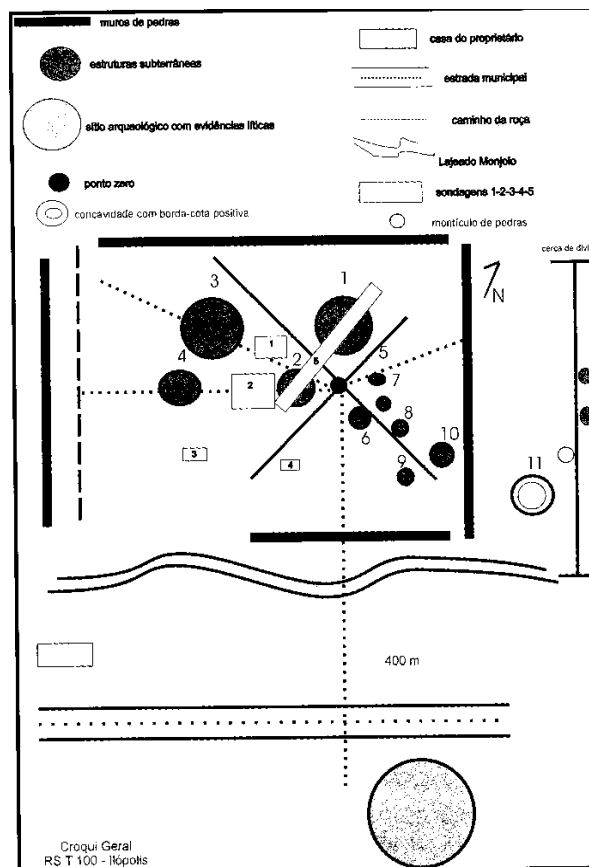 muros de pedras
estruturas subterrâneas
sítio arqueológico com evidências líticas
ponto zero
concavidade com borda-cota positiva
casa do proprietário
estrada municipal
caminho da roça
Lajeado Monjolo
sondagens 1-2-3-4-5
montículo de pedras
cerca de divi
N
3
1
1
5
5
4
2
2
7
6
8
10
3
4
9
11
400 m
Croqui Geral
RS T 100 - Ilópolis